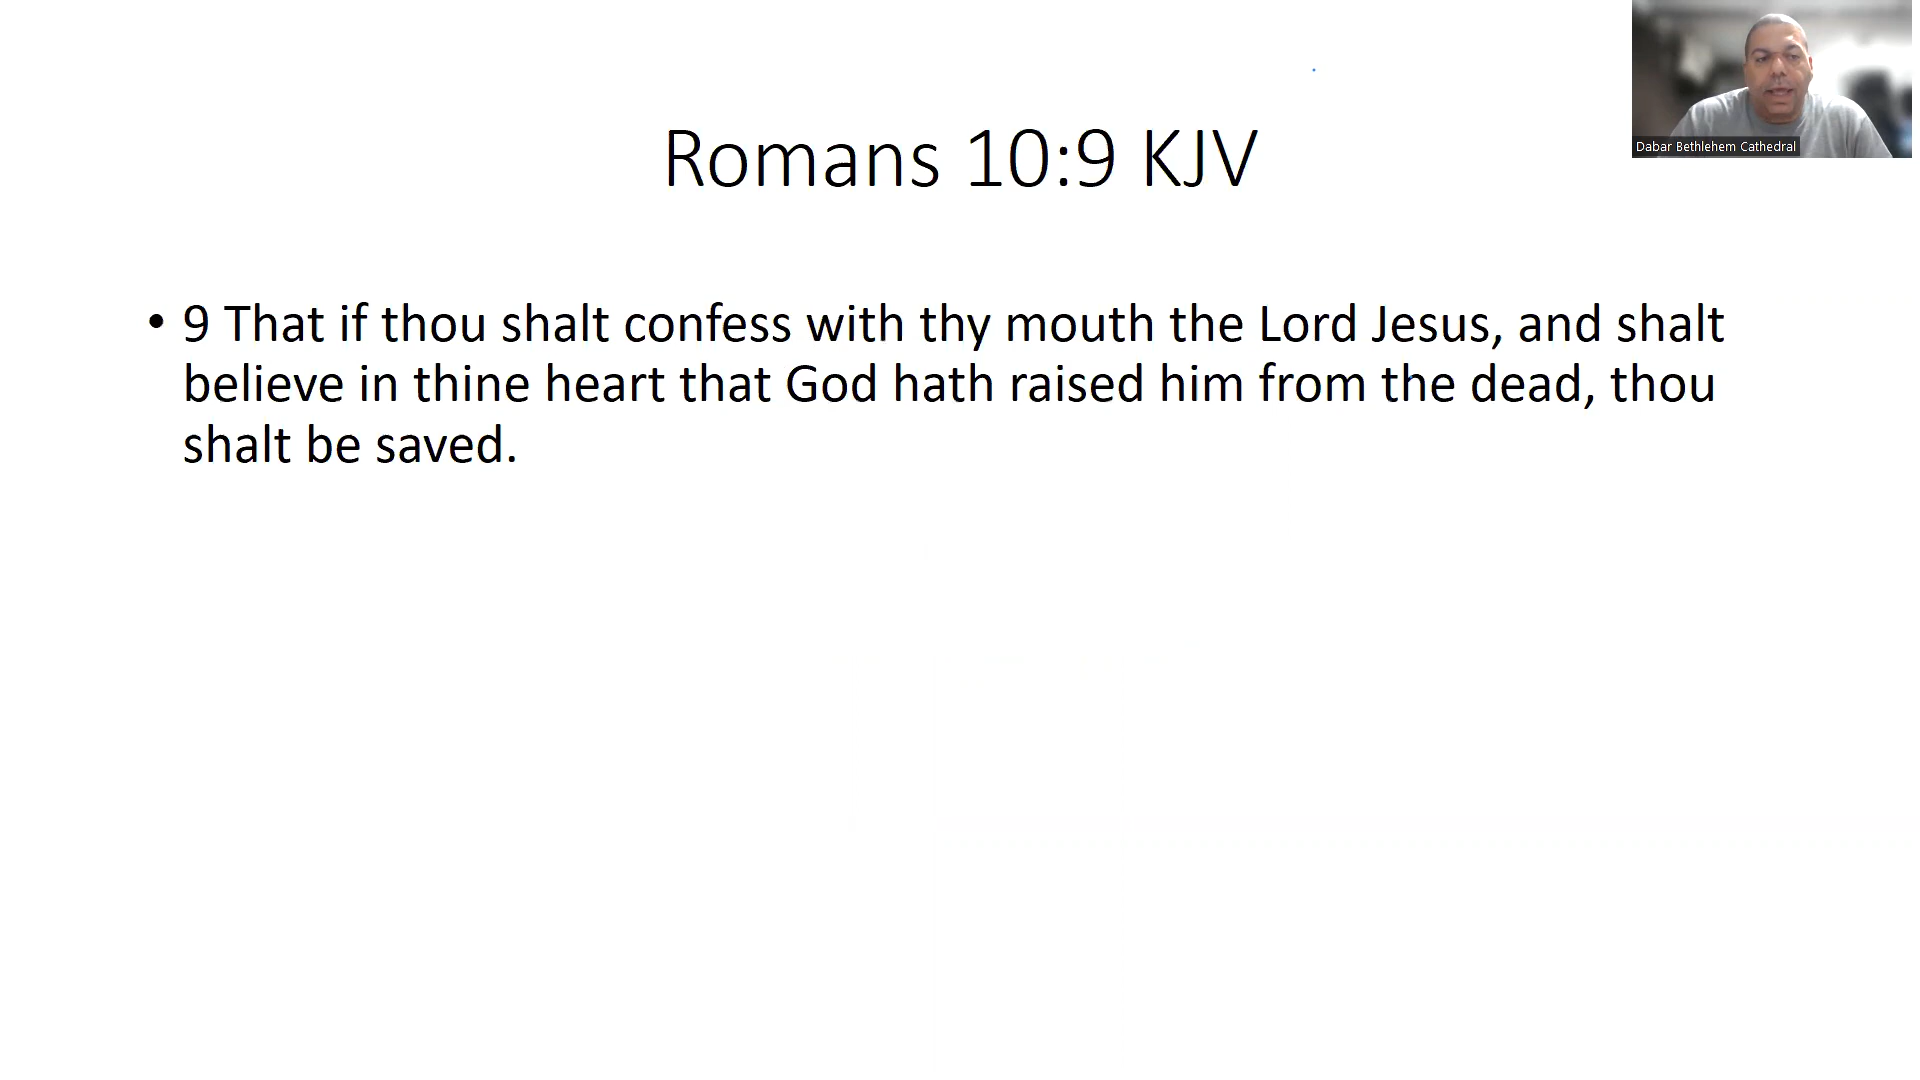 Romans 10:9 KJV
• 9 That if thou shalt confess with thy mouth the Lord Jesus, and shalt
believe in thine heart that God hath raised him from the dead, thou
shalt be saved.
Dabar Bethlehem Cathedral